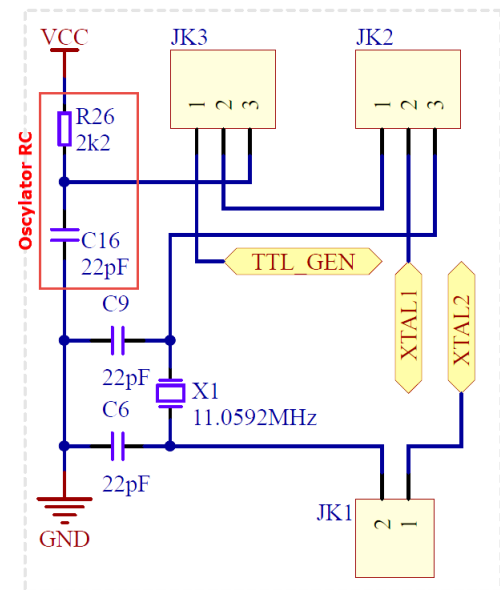 VCC
JK3
JK2
R26
2k2
1
2
3
1
2
3
Oscylator RC
C16
22pF
TTL_GEN
XTAL1
XTAL2
C9
22pF
X1
11.0592MHz
C6
22pF
JK1
2
1
GND